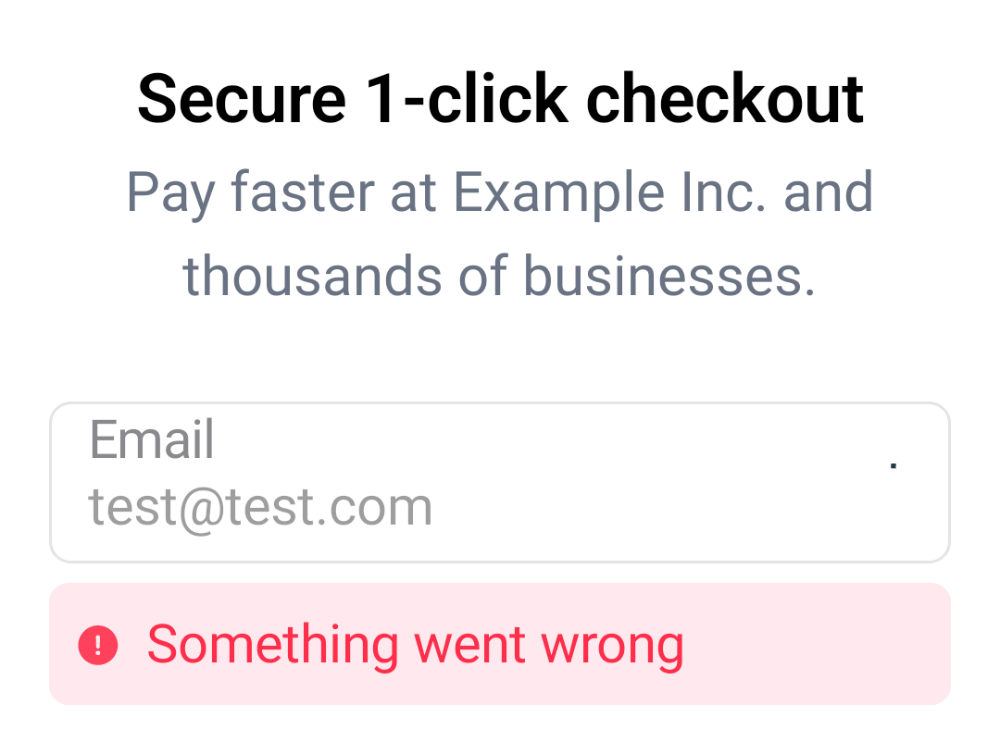 Secure 1-click checkout
Pay faster at Example Inc. and
thousands of businesses.
Email
test@test.com
Something went wrong